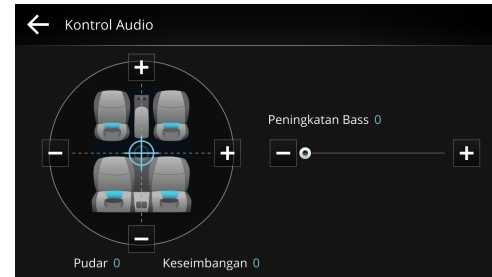 Kontrol Audio
Peningkatan Bass 0
Pudar 0 Keseimbangan 0